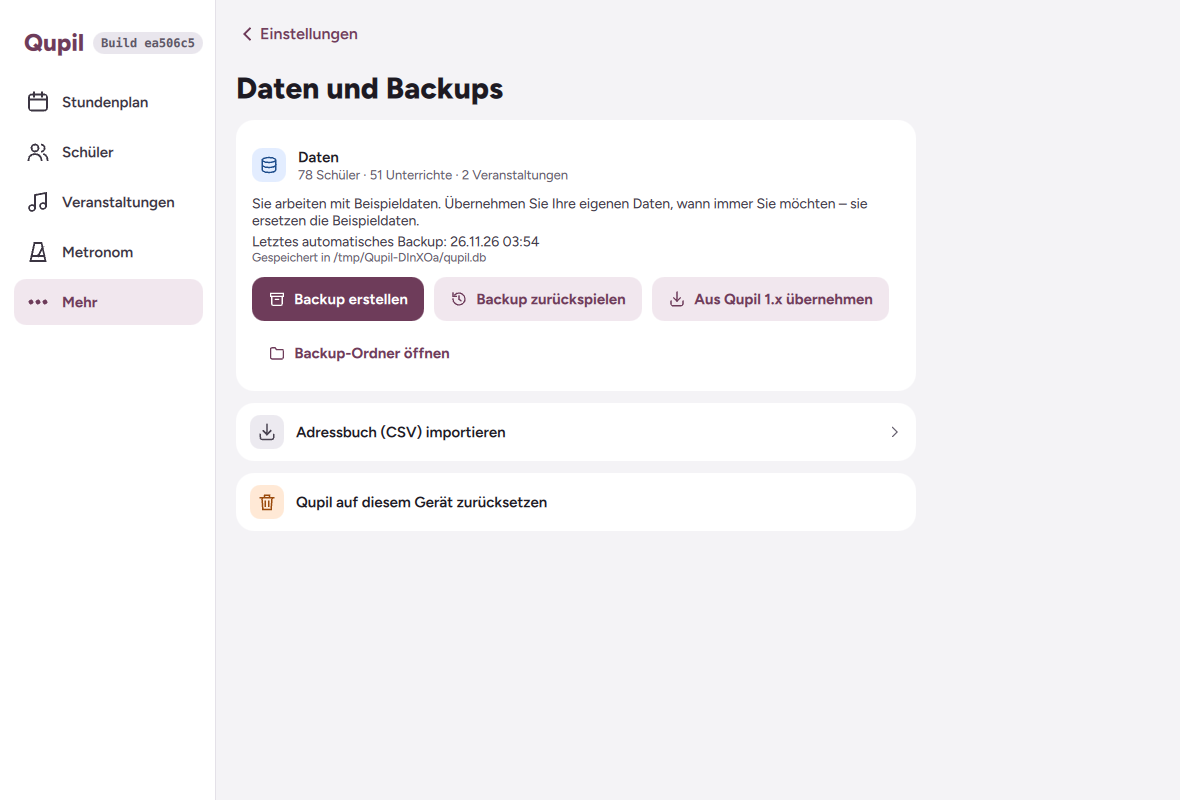 Qupil Build ea506c5
Stundenplan
Schüler
Veranstaltungen
Metronom
Mehr
Einstellungen
Daten und Backups
Daten
78 Schüler · 51 Unterrichte · 2 Veranstaltungen
Sie arbeiten mit Beispieldaten. Übernehmen Sie Ihre eigenen Daten, wann immer Sie möchten – sie
ersetzen die Beispieldaten.
Letztes automatisches Backup: 26.11.26 03:54
Gespeichert in /tmp/Qupil-DInXOa/qupil.db
Backup erstellen
Backup zurückspielen
Aus Qupil 1.x übernehmen
Backup-Ordner öffnen
Adressbuch (CSV) importieren
Qupil auf diesem Gerät zurücksetzen